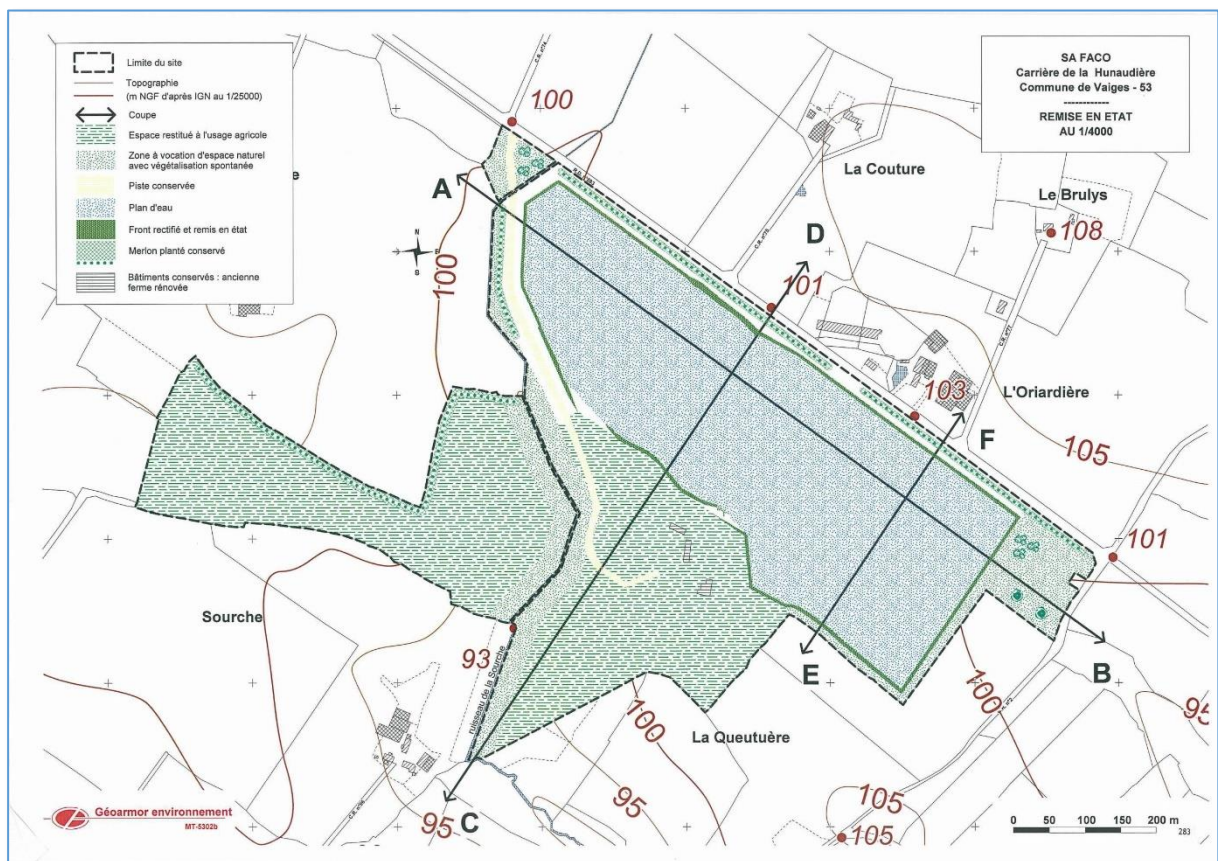 Limite du site
Topographie
(m NGF d'après IGN au 1/25000)
Coupe
Espace restitué à l'usage agricole
Zone à vocation d'espace naturel
avec végétalisation spontanée
Piste conservée
Plan d'eau
Front rectifié et remis en état
Merlon planté conservé
Bâtiments conservés : ancienne
ferme rénovée
SA FACO
Carrière de la Hunaudière
Commune de Vaiges - 53
------------
REMISE EN ETAT
AU 1/4000
C.R. n°74
100
La Couture
Le Brulys
A
C.R. n°75
D
108
N
S
100
101
C.R. n°77
103
L'Oriardière
F
105
101
Sourche
93
ruisseau de la Sourche
E
B
100
100
La Queutuère
95
95
C
95
105
105
Géoarmor environnement
MT-5302b
0 50 100 150 200 m
283